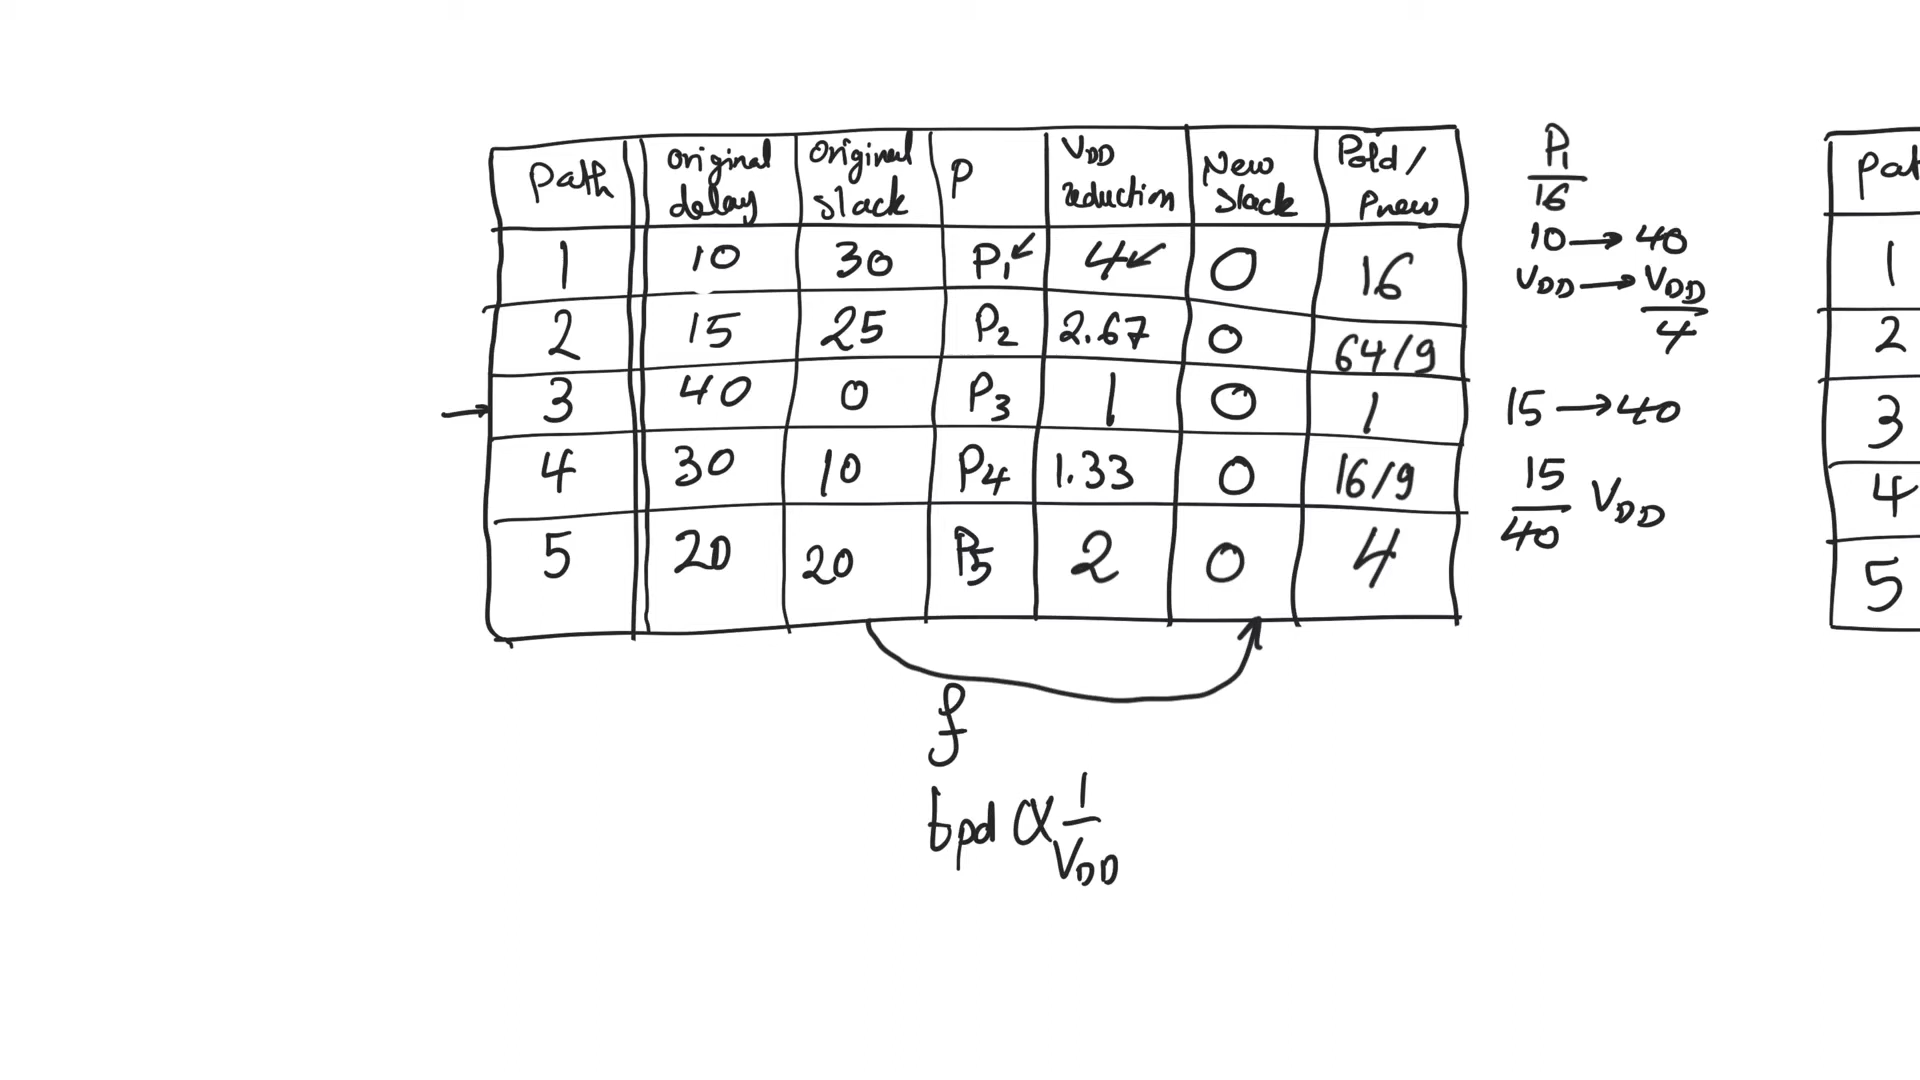 Path | Original delay | Original slack | P | VDD reduction | New slack | Pold / Pnew
1 | 10 | 30 | P1 | 4 | 0 | 16
2 | 15 | 25 | P2 | 2.67 | 0 | 64/9
3 | 40 | 0 | P3 | 1 | 0 | 1
4 | 30 | 10 | P4 | 1.33 | 0 | 16/9
5 | 20 | 20 | P5 | 2 | 0 | 4
f
tpd ∝ 1/VDD
P1/16
10 → 40
VDD → VDD/4
15 → 40
15/40 VDD
Pat
1
2
3
4
5